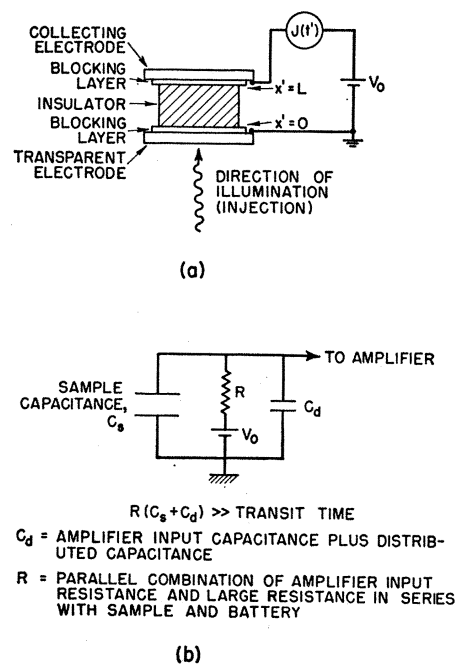 COLLECTING
ELECTRODE
BLOCKING
LAYER
INSULATOR
BLOCKING
LAYER
TRANSPARENT
ELECTRODE
J(t')
V₀
x'=L
x'=0
DIRECTION OF
ILLUMINATION
(INJECTION)
(a)
TO AMPLIFIER
SAMPLE
CAPACITANCE,
Cs
R
V₀
Cd
R(Cs+Cd) >> TRANSIT TIME
Cd = AMPLIFIER INPUT CAPACITANCE PLUS DISTRIB-
UTED CAPACITANCE
R = PARALLEL COMBINATION OF AMPLIFIER INPUT
RESISTANCE AND LARGE RESISTANCE IN SERIES
WITH SAMPLE AND BATTERY
(b)